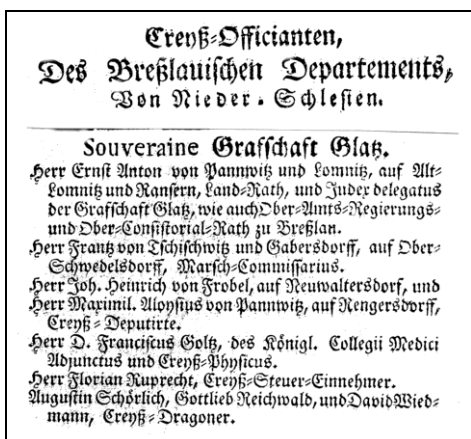 Creyß-Officianten,
Des Breßlauischen Departements,
Von Nieder-Schlesien.
Souveraine Grafschaft Glatz.
Herr Ernst Anton von Pannwitz und Lomnitz, auf Alt-
Lomnitz und Ransern, Land-Rath, und Judex delegatus
der Grafschaft Glatz, wie auch Ober-Amts-Regierungs-
und Ober-Consistorial-Rath zu Breßlan.
Herr Frantz von Tschischwitz und Gabersdorff, auf Ober-
Schwedelsdorff, Marsch-Commissarius.
Herr Joh. Heinrich von Frobel, auf Neuwaltersdorf, und
Herr Maximil. Aloysius von Pannwitz, auf Rengersdorff,
Creyß-Deputirte.
Herr D. Franciscus Goltz, des Königl. Collegii Medici
Adjunctus und Creyß-Physicus.
Herr Florian Ruprecht, Creyß-Steuer-Einnehmer.
Augustin Schörlich, Gottlieb Reichwald, und David Wied-
mann, Creyß-Dragoner.